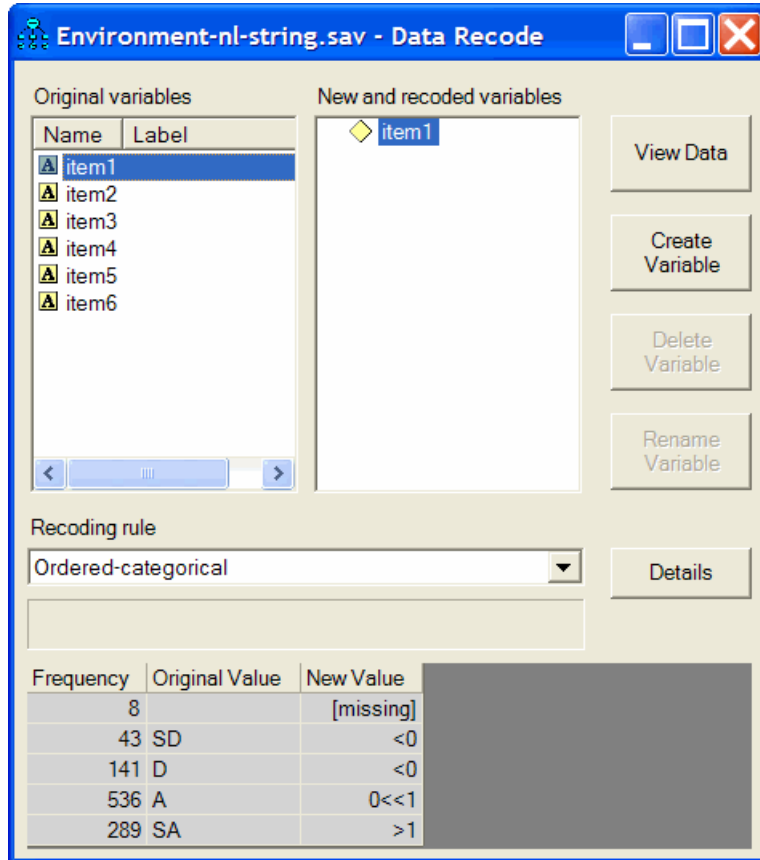 Environment-nl-string.sav - Data Recode
Original variables
New and recoded variables
Name Label
item1
item2
item3
item4
item5
item6
item1
View Data
Create
Variable
Delete
Variable
Rename
Variable
Recoding rule
Ordered-categorical
Details
Frequency Original Value New Value
8 [missing]
43 SD <0
141 D <0
536 A 0<<1
289 SA >1